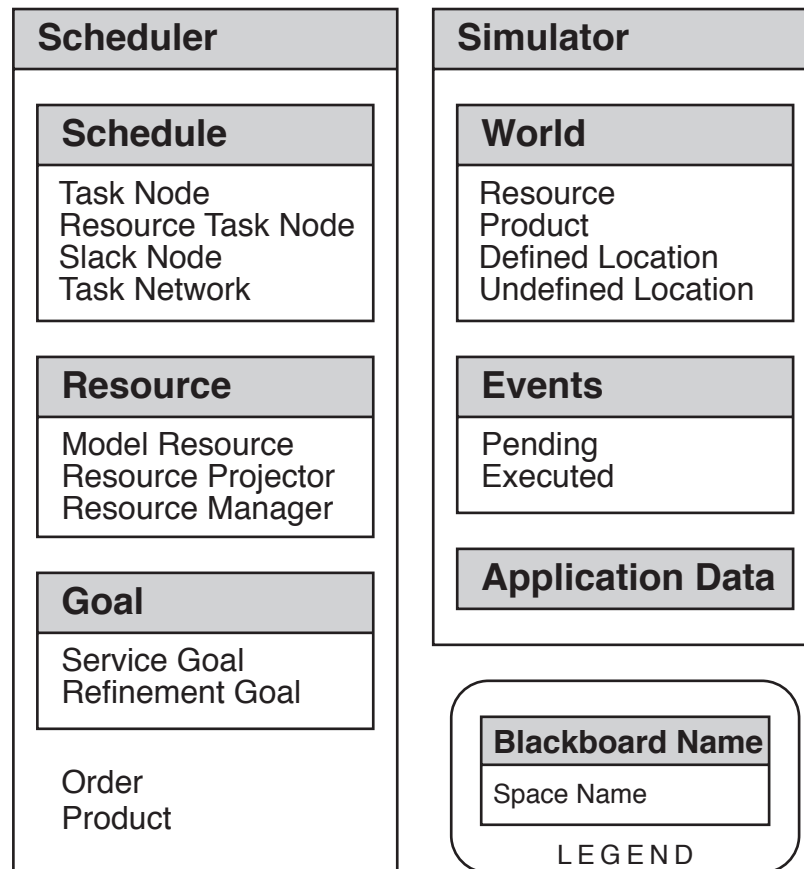 Scheduler
Schedule
Task Node
Resource Task Node
Slack Node
Task Network
Resource
Model Resource
Resource Projector
Resource Manager
Goal
Service Goal
Refinement Goal
Order
Product
Simulator
World
Resource
Product
Defined Location
Undefined Location
Events
Pending
Executed
Application Data
Blackboard Name
Space Name
LEGEND